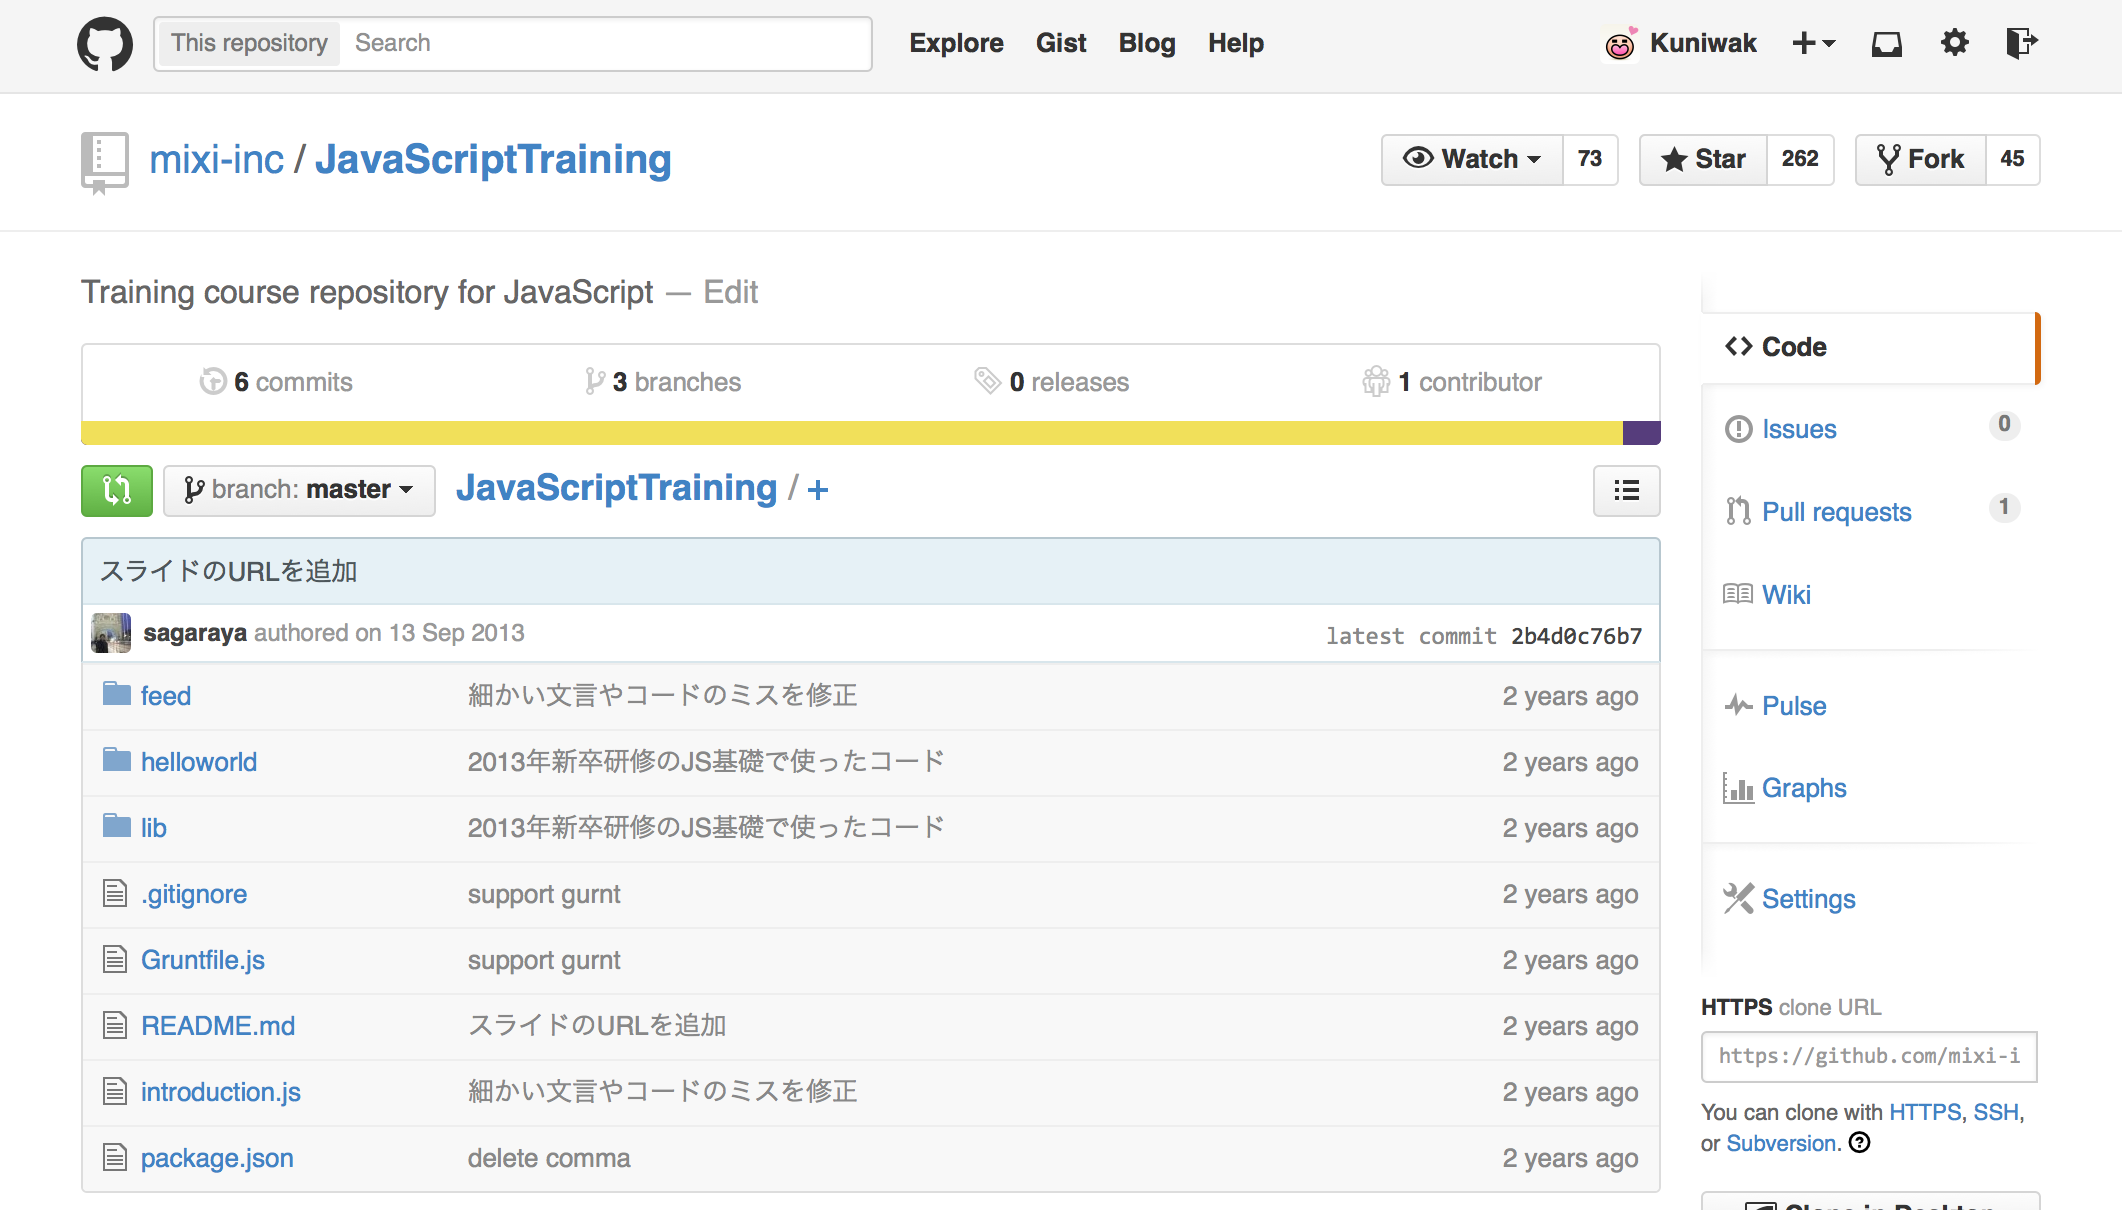 This repository Search Explore Gist Blog Help Kuniwak
mixi-inc / JavaScriptTraining Watch 73 Star 262 Fork 45
Training course repository for JavaScript — Edit
6 commits 3 branches 0 releases 1 contributor
branch: master JavaScriptTraining / +
スライドのURLを追加
sagaraya authored on 13 Sep 2013 latest commit 2b4d0c76b7
feed 細かい文言やコードのミスを修正 2 years ago
helloworld 2013年新卒研修のJS基礎で使ったコード 2 years ago
lib 2013年新卒研修のJS基礎で使ったコード 2 years ago
.gitignore support gurnt 2 years ago
Gruntfile.js support gurnt 2 years ago
README.md スライドのURLを追加 2 years ago
introduction.js 細かい文言やコードのミスを修正 2 years ago
package.json delete comma 2 years ago
Code
Issues 0
Pull requests 1
Wiki
Pulse
Graphs
Settings
HTTPS clone URL
https://github.com/mixi-i
You can clone with HTTPS, SSH,
or Subversion.
Clone in Desktop